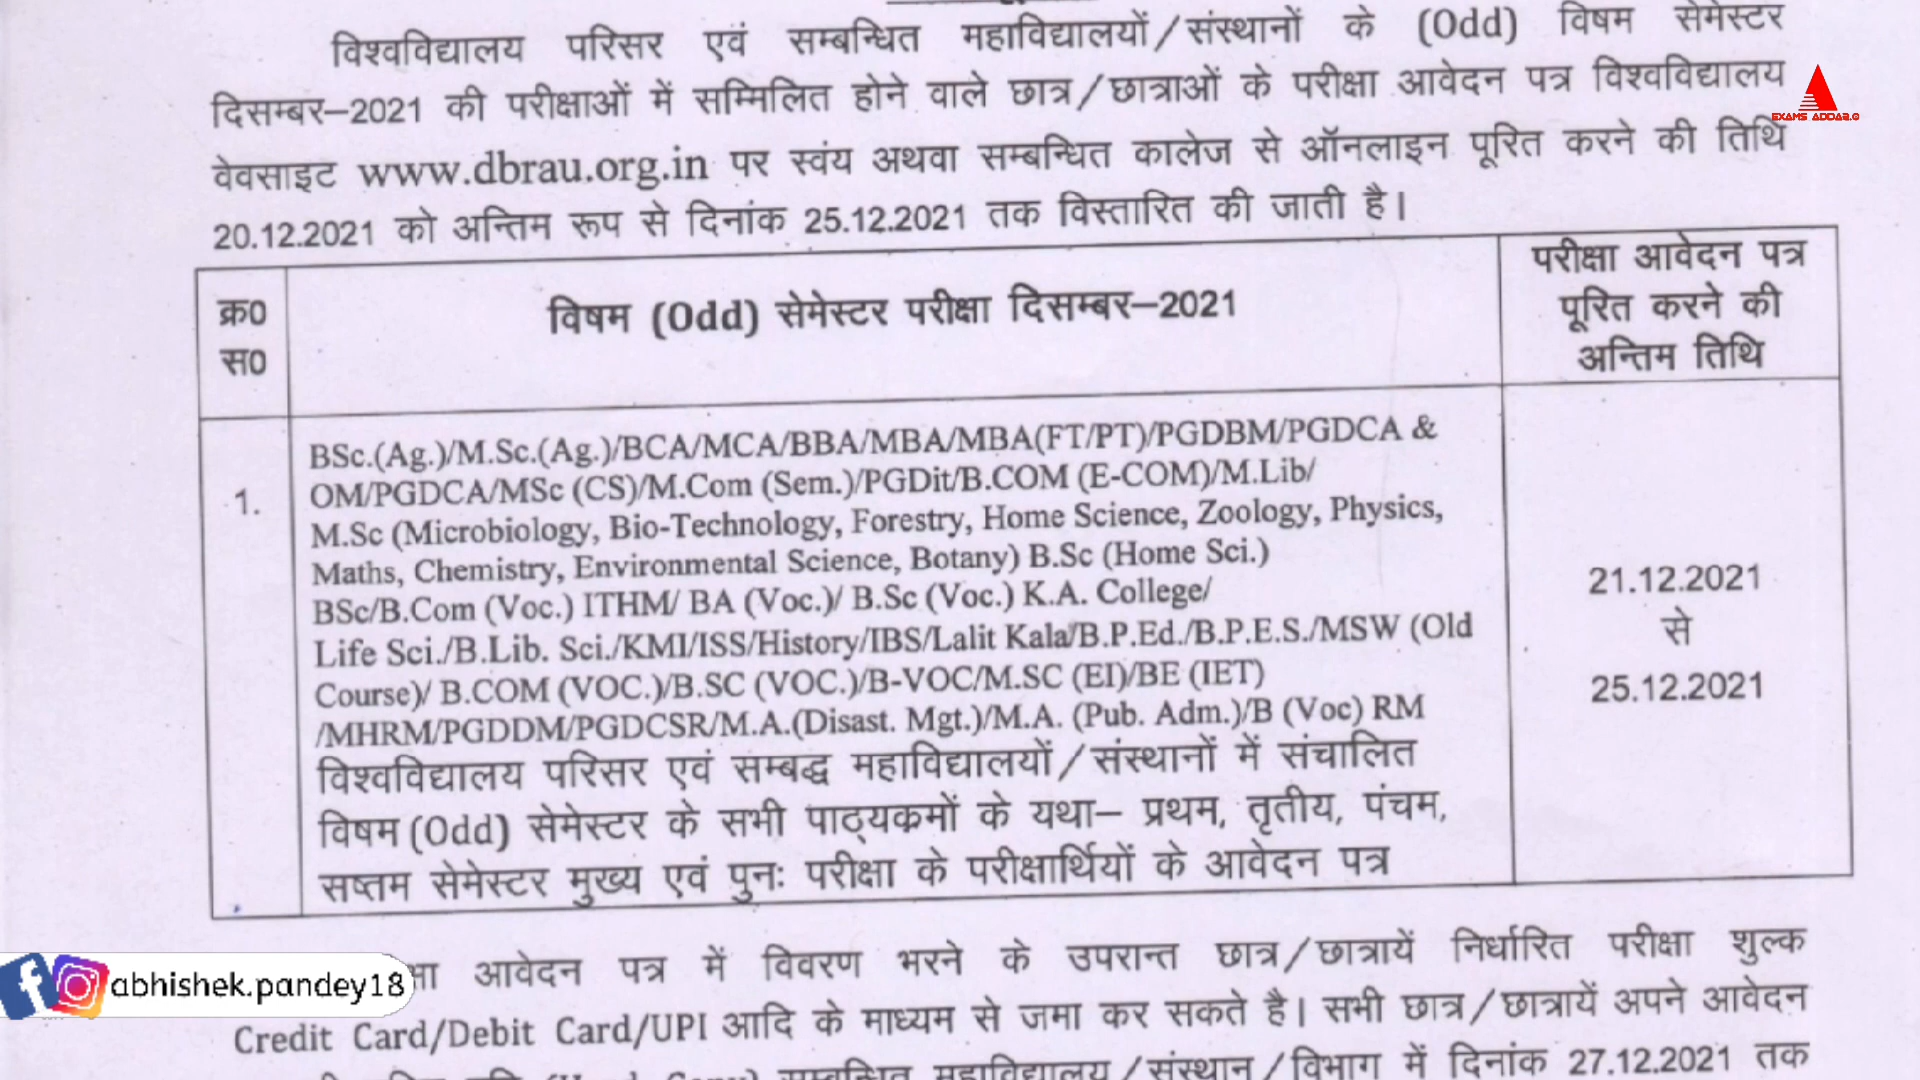 विश्वविद्यालय परिसर एवं सम्बन्धित महाविद्यालयों/संस्थानों के (Odd) विषम सेमेस्टर
दिसम्बर–2021 की परीक्षाओं में सम्मिलित होने वाले छात्र/छात्राओं के परीक्षा आवेदन पत्र विश्वविद्यालय
वेवसाइट www.dbrau.org.in पर स्वंय अथवा सम्बन्धित कालेज से ऑनलाइन पूरित करने की तिथि
20.12.2021 को अन्तिम रूप से दिनांक 25.12.2021 तक विस्तारित की जाती है।
EXAMS ADDA2.0
क्र0
स0
विषम (Odd) सेमेस्टर परीक्षा दिसम्बर–2021
परीक्षा आवेदन पत्र
पूरित करने की
अन्तिम तिथि
1.
BSc.(Ag.)/M.Sc.(Ag.)/BCA/MCA/BBA/MBA/MBA(FT/PT)/PGDBM/PGDCA &
OM/PGDCA/MSc (CS)/M.Com (Sem.)/PGDit/B.COM (E-COM)/M.Lib/
M.Sc (Microbiology, Bio-Technology, Forestry, Home Science, Zoology, Physics,
Maths, Chemistry, Environmental Science, Botany) B.Sc (Home Sci.)
BSc/B.Com (Voc.) ITHM/ BA (Voc.)/ B.Sc (Voc.) K.A. College/
Life Sci./B.Lib. Sci./KMI/ISS/History/IBS/Lalit Kala/B.P.Ed./B.P.E.S./MSW (Old
Course)/ B.COM (VOC.)/B.SC (VOC.)/B-VOC/M.SC (EI)/BE (IET)
/MHRM/PGDDM/PGDCSR/M.A.(Disast. Mgt.)/M.A. (Pub. Adm.)/B (Voc) RM
विश्वविद्यालय परिसर एवं सम्बद्ध महाविद्यालयों/संस्थानों में संचालित
विषम (Odd) सेमेस्टर के सभी पाठ्यकमों के यथा– प्रथम, तृतीय, पंचम,
सष्तम सेमेस्टर मुख्य एवं पुनः परीक्षा के परीक्षार्थियों के आवेदन पत्र
21.12.2021
से
25.12.2021
आवेदन पत्र में विवरण भरने के उपरान्त छात्र/छात्रायें निर्धारित परीक्षा शुल्क
abhishek.pandey18
Credit Card/Debit Card/UPI आदि के माध्यम से जमा कर सकते है। सभी छात्र/छात्रायें अपने आवेदन
सम्बन्धित महाविद्यालय/संस्थान/विभाग में दिनांक 27.12.2021 तक